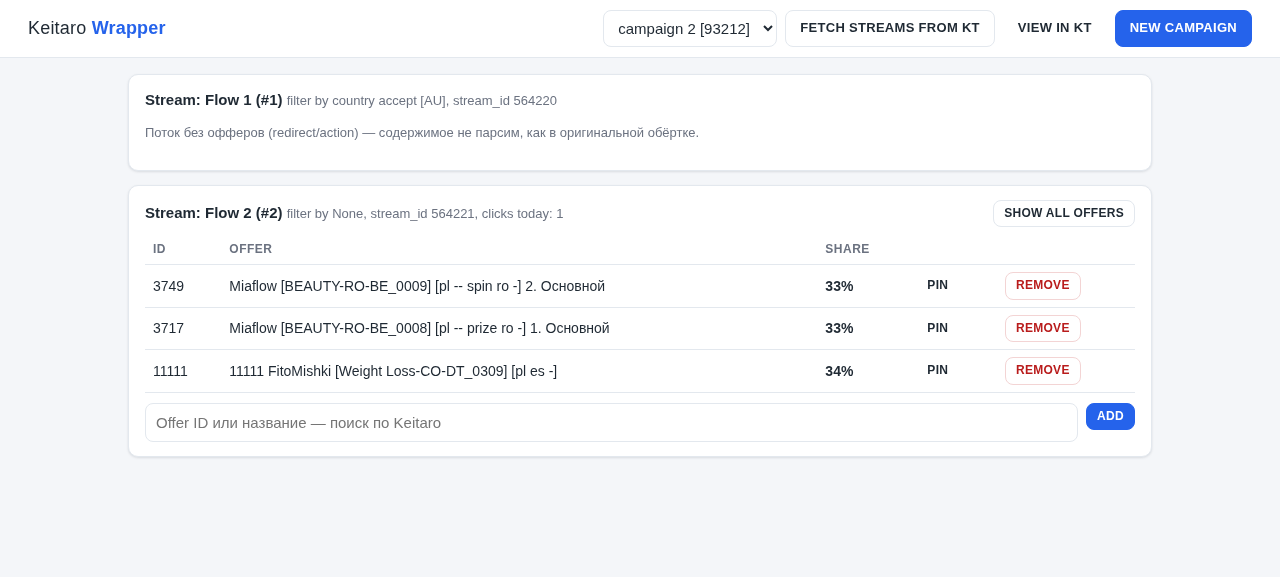 Keitaro Wrapper
campaign 2 [93212]
FETCH STREAMS FROM KT
VIEW IN KT
NEW CAMPAIGN
Stream: Flow 1 (#1) filter by country accept [AU], stream_id 564220
Поток без офферов (redirect/action) — содержимое не парсим, как в оригинальной обёртке.
Stream: Flow 2 (#2) filter by None, stream_id 564221, clicks today: 1
SHOW ALL OFFERS
ID OFFER SHARE
3749 Miaflow [BEAUTY-RO-BE_0009] [pl -- spin ro -] 2. Основной 33% PIN REMOVE
3717 Miaflow [BEAUTY-RO-BE_0008] [pl -- prize ro -] 1. Основной 33% PIN REMOVE
11111 11111 FitoMishki [Weight Loss-CO-DT_0309] [pl es -] 34% PIN REMOVE
Offer ID или название — поиск по Keitaro
ADD